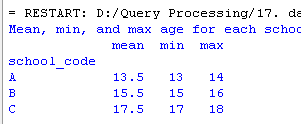 = RESTART: D:/Query Processing/17. da
Mean, min, and max age for each schoo
mean min max
school_code
A 13.5 13 14
B 15.5 15 16
C 17.5 17 18